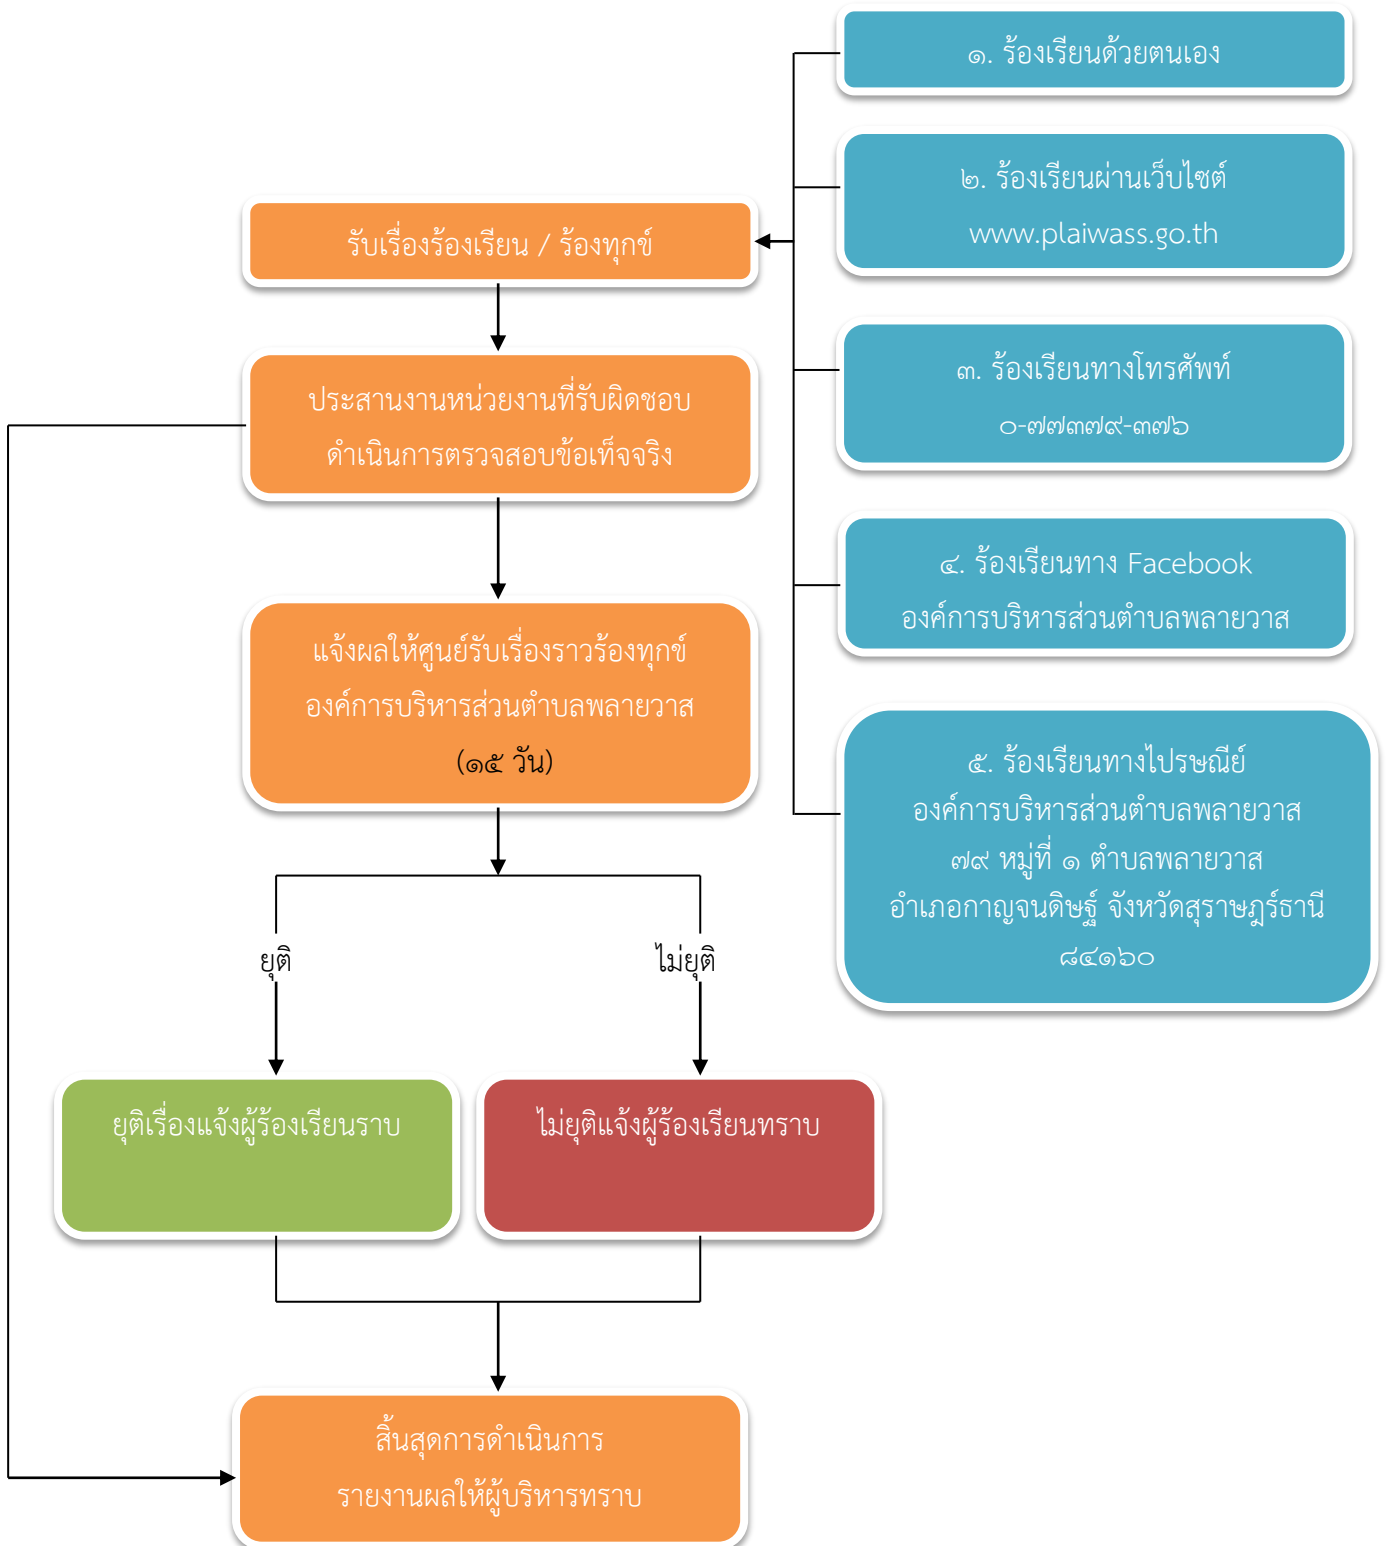 ๑. ร้องเรียนด้วยตนเอง
๒. ร้องเรียนผ่านเว็บไซต์
www.plaiwass.go.th
รับเรื่องร้องเรียน / ร้องทุกข์
๓. ร้องเรียนทางโทรศัพท์
๐-๗๗๓๗๙-๓๗๖
ประสานงานหน่วยงานที่รับผิดชอบ
ดำเนินการตรวจสอบข้อเท็จจริง
๔. ร้องเรียนทาง Facebook
องค์การบริหารส่วนตำบลพลายวาส
แจ้งผลให้ศูนย์รับเรื่องราวร้องทุกข์
องค์การบริหารส่วนตำบลพลายวาส
(๑๕ วัน)
๕. ร้องเรียนทางไปรษณีย์
องค์การบริหารส่วนตำบลพลายวาส
๗๙ หมู่ที่ ๑ ตำบลพลายวาส
อำเภอกาญจนดิษฐ์ จังหวัดสุราษฎร์ธานี
๘๔๑๖๐
ยุติ
ไม่ยุติ
ยุติเรื่องแจ้งผู้ร้องเรียนราบ
ไม่ยุติแจ้งผู้ร้องเรียนทราบ
สิ้นสุดการดำเนินการ
รายงานผลให้ผู้บริหารทราบ